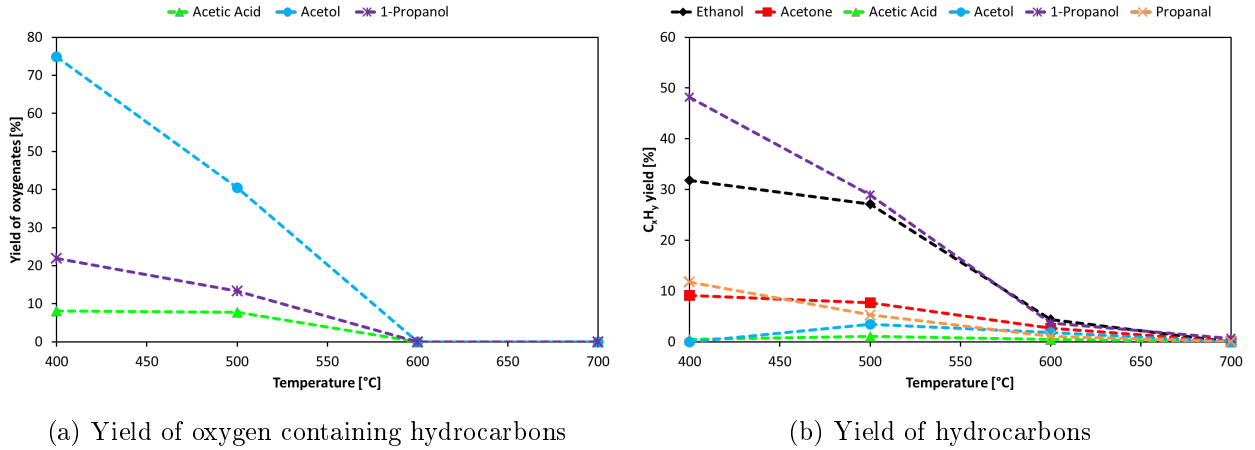 Acetic Acid Acetol 1-Propanol
80
70
60
50
40
30
20
10
0
400 450 500 550 600 650 700
Yield of oxygenates [%]
Temperature [°C]
(a) Yield of oxygen containing hydrocarbons
Ethanol Acetone Acetic Acid Acetol 1-Propanol Propanal
60
50
40
30
20
10
0
400 450 500 550 600 650 700
CxHy yield [%]
Temperature [°C]
(b) Yield of hydrocarbons